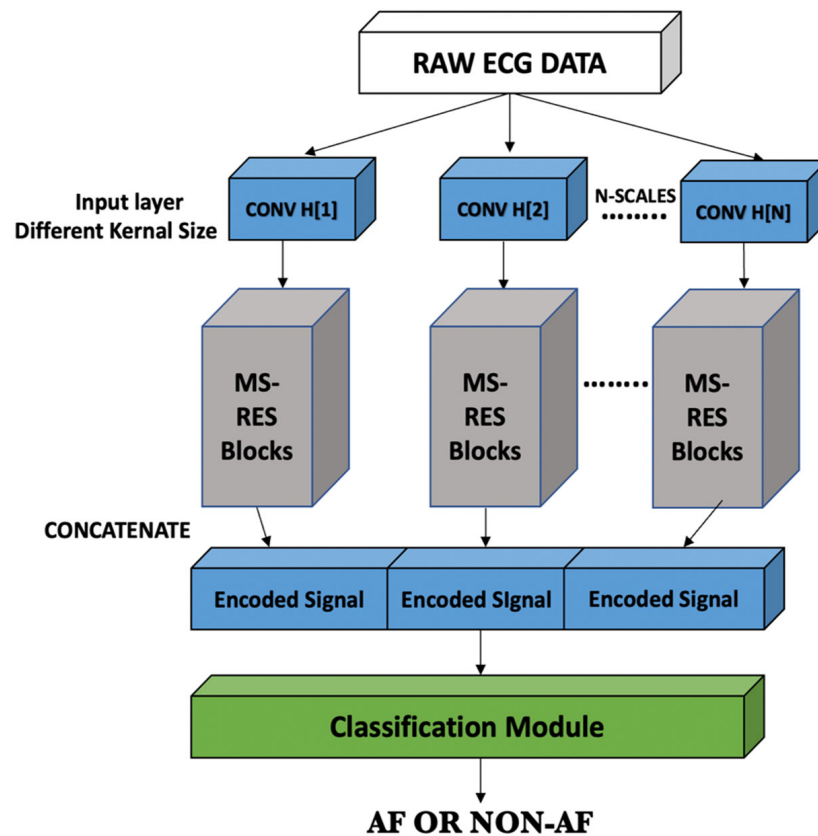 RAW ECG DATA
Input layer
Different Kernal Size
CONV H[1]
CONV H[2]
N-SCALES
........
CONV H[N]
MS-
RES
Blocks
MS-
RES
Blocks
........
MS-
RES
Blocks
CONCATENATE
Encoded Signal
Encoded SIgnal
Encoded Signal
Classification Module
AF OR NON-AF